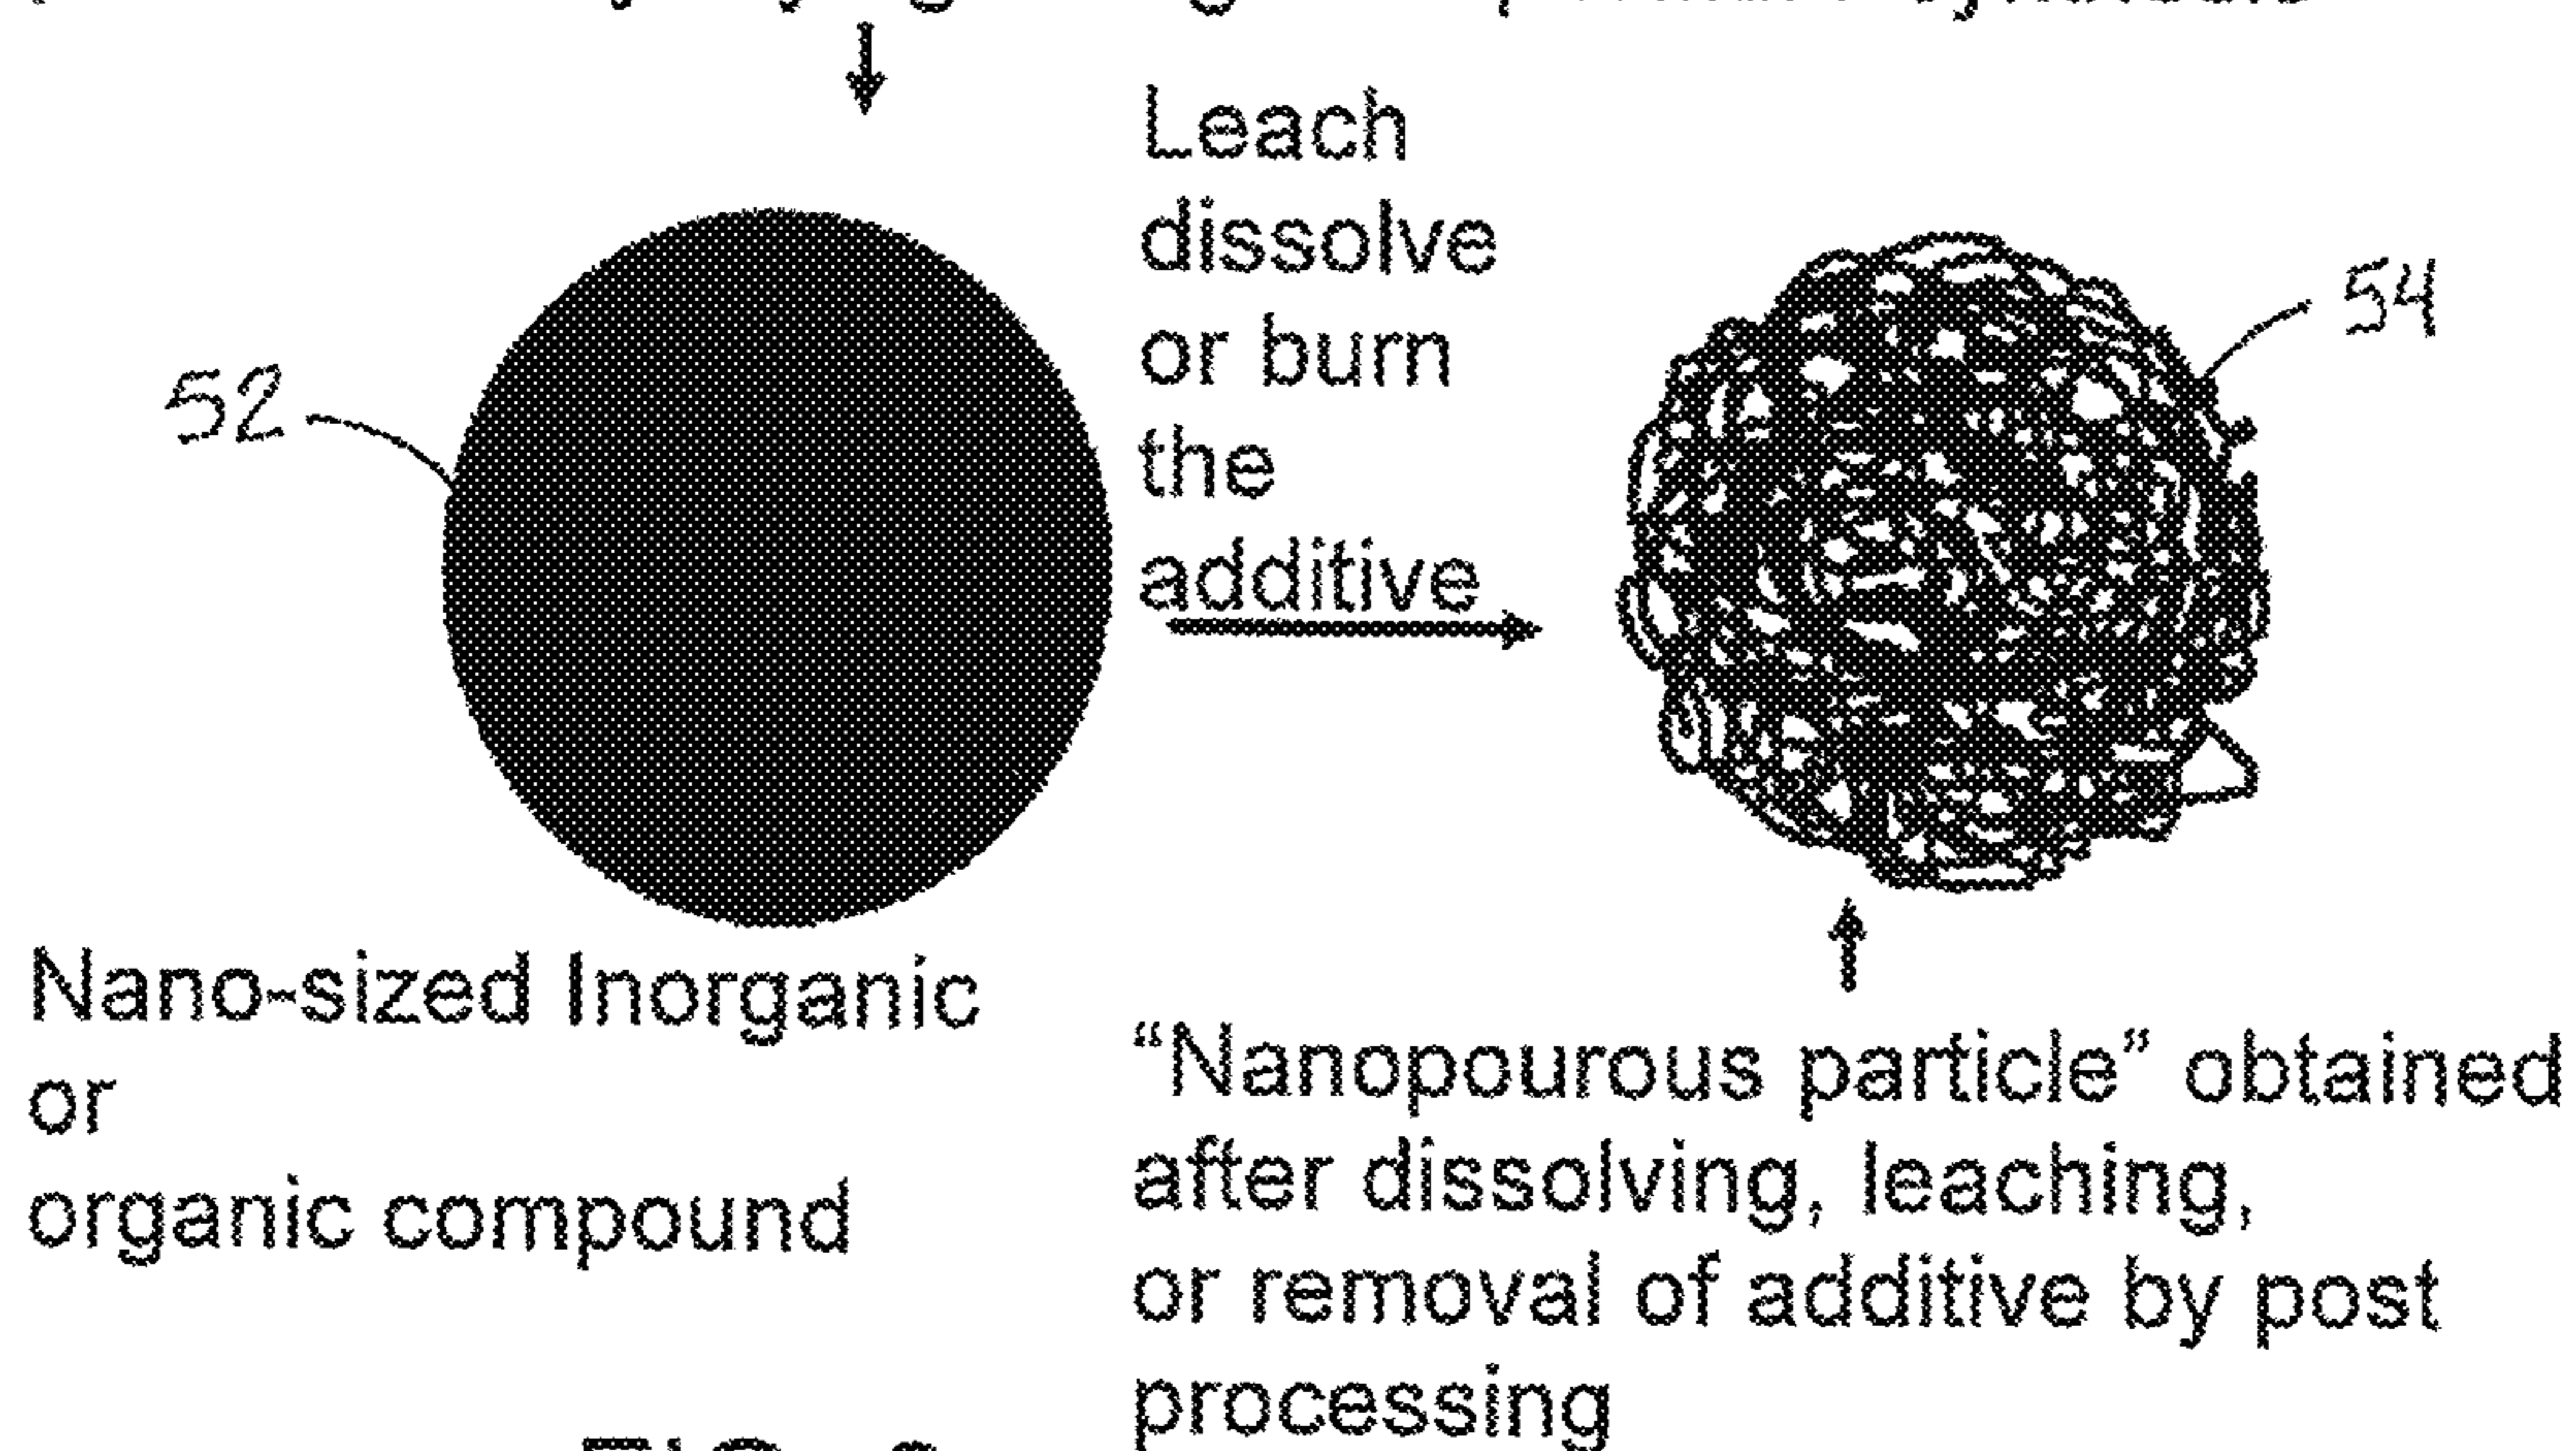 Leach
dissolve
or burn
the
additive
52
54
Nano-sized Inorganic
or
organic compound
“Nanopourous particle” obtained
after dissolving, leaching,
or removal of additive by post
processing